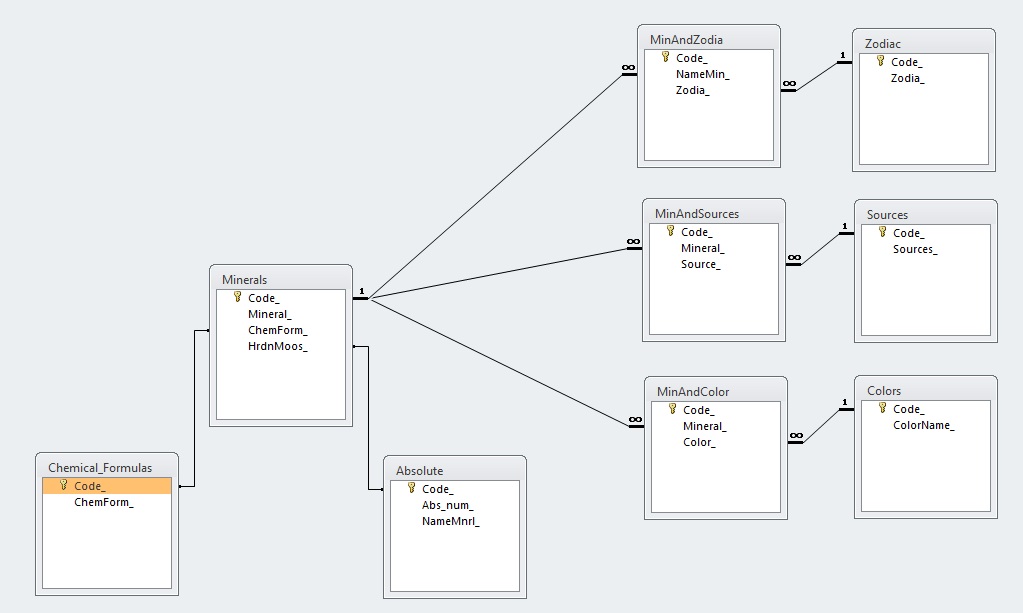 MinAndZodia
Code_
NameMin_
Zodia_
Zodiac
Code_
Zodia_
MinAndSources
Code_
Mineral_
Source_
Sources
Code_
Sources_
Minerals
Code_
Mineral_
ChemForm_
HrdnMoos_
MinAndColor
Code_
Mineral_
Color_
Colors
Code_
ColorName_
Chemical_Formulas
Code_
ChemForm_
Absolute
Code_
Abs_num_
NameMnrl_
1
∞
∞
1
∞
∞
1
∞
∞
1